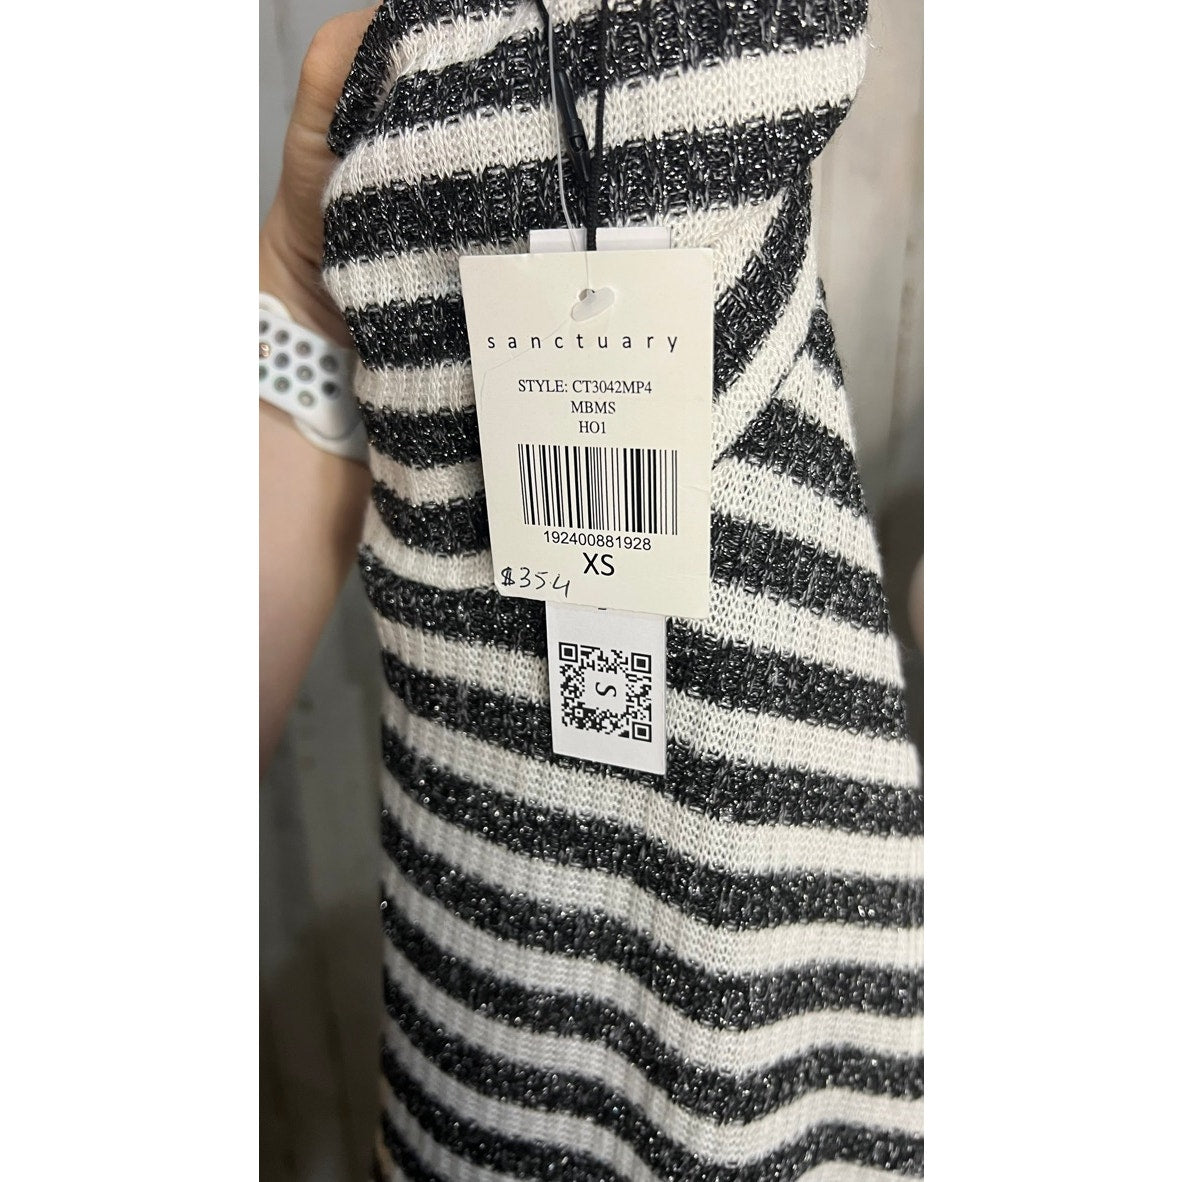 sanctuary
STYLE: CT3042MP4
MBMS
HO1
192400881928
XS
$354
S